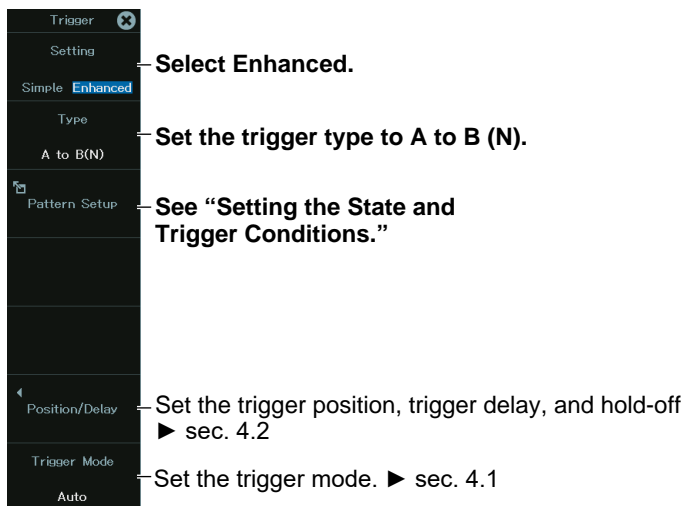 Trigger
Setting
Simple Enhanced
Select Enhanced.
Type
A to B(N)
Set the trigger type to A to B (N).
Pattern Setup
See “Setting the State and
Trigger Conditions.”
Position/Delay
Set the trigger position, trigger delay, and hold-off
► sec. 4.2
Trigger Mode
Auto
Set the trigger mode. ► sec. 4.1